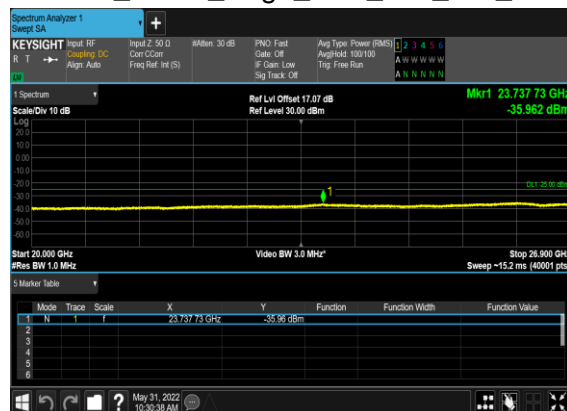 Spectrum Analyzer 1
Swept SA
KEYSIGHT Input: RF
Coupling: DC
Align: Auto
R T
Input Z: 50 Ω
Corr CCorr
Freq Ref: Int (S)
#Atten: 30 dB
PNO: Fast
Gate: Off
IF Gain: Low
Sig Track: Off
Avg Type: Power (RMS)
Avg|Hold: 100/100
Trig: Free Run
1 2 3 4 5 6
A W W W W W
A N N N N N
1 Spectrum
Scale/Div 10 dB
Log
Ref Lvl Offset 17.07 dB
Ref Level 30.00 dBm
Mkr1 23.737 73 GHz
-35.962 dBm
20.0
10.0
0.00
-10.0
-20.0
-30.0
-40.0
-50.0
-60.0
1
Start 20.000 GHz
#Res BW 1.0 MHz
Video BW 3.0 MHz*
Stop 26.900 GHz
Sweep ~15.2 ms (40001 pts)
5 Marker Table
Mode Trace Scale X Y Function Function Width Function Value
1 N 1 f 23.737 73 GHz -35.96 dBm
2
3
4
5
6
?
May 31, 2022
10:30:38 AM